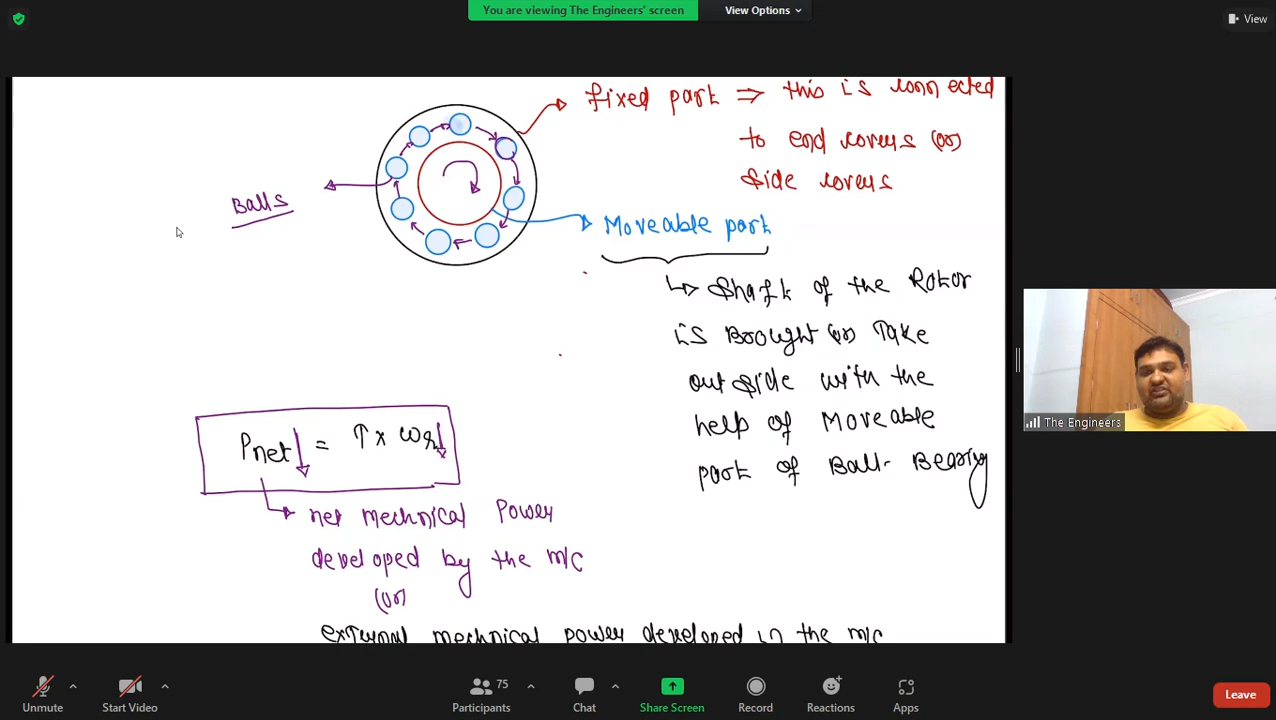 You are viewing The Engineers' screen
View Options
View
fixed part ⇒ this is connected
to end covers (or)
side covers
Balls
Moveable part
↳ shaft of the Rotor
is Brought (or) Take
out side with the
help of Moveable
part of Ball Bearing
Pnet↓ = T × ωr↓
net mechnical Power
developed by the m/c
(or)
external mechnical power developed in the m/c
The Engineers
Unmute
Start Video
75
Participants
Chat
Share Screen
Record
Reactions
Apps
Leave